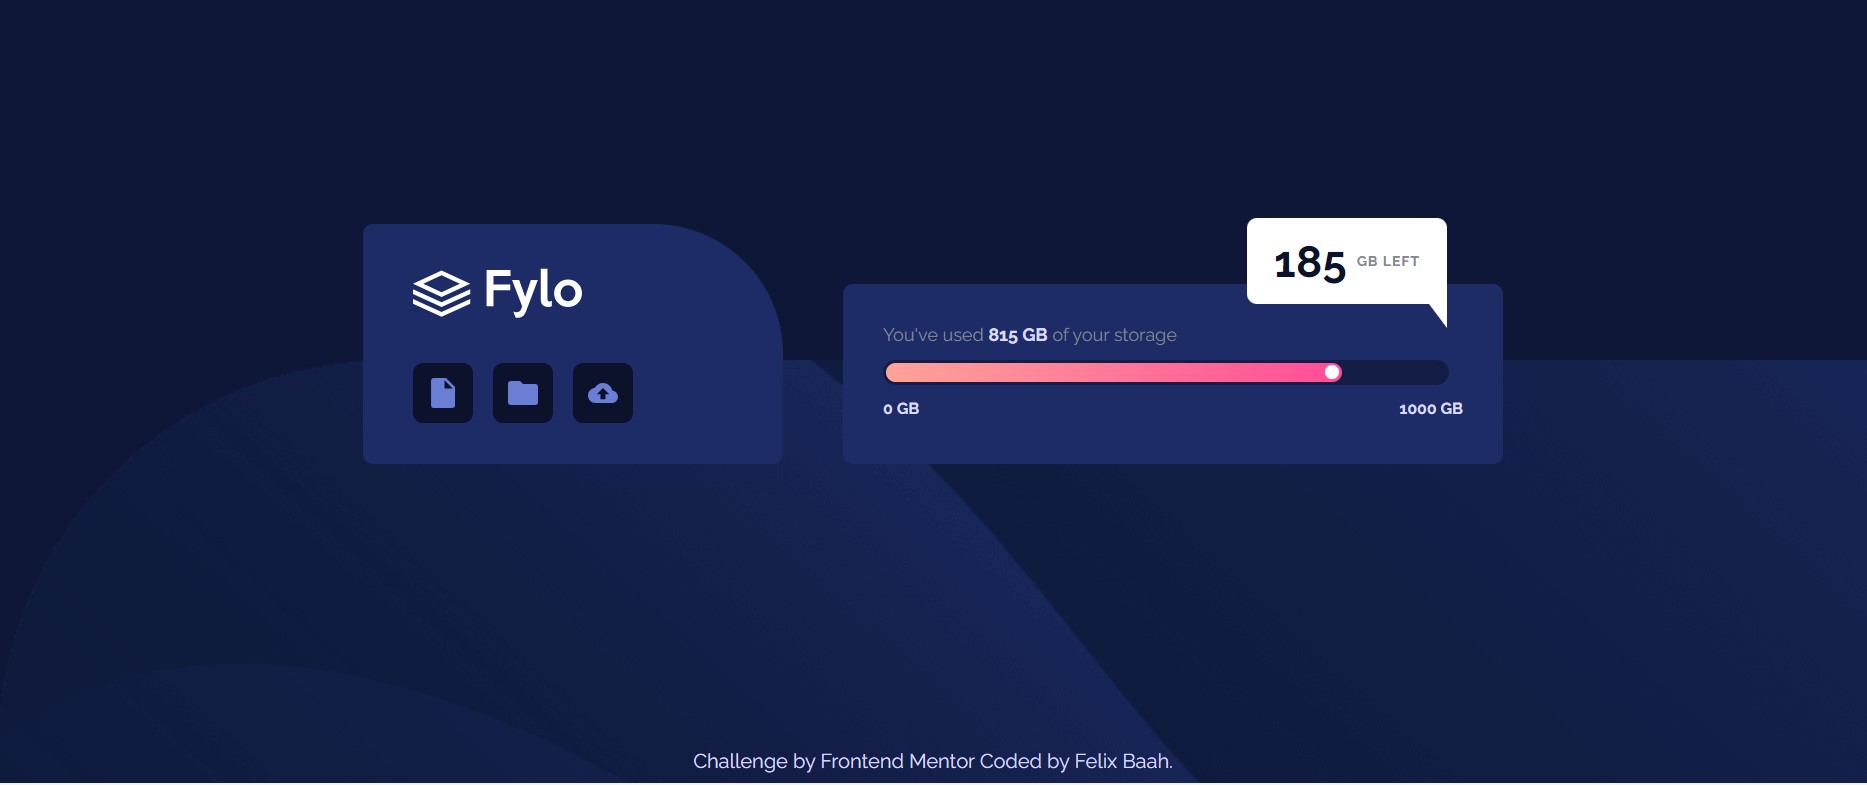 Fylo
185 GB LEFT
You've used 815 GB of your storage
0 GB
1000 GB
Challenge by Frontend Mentor Coded by Felix Baah.